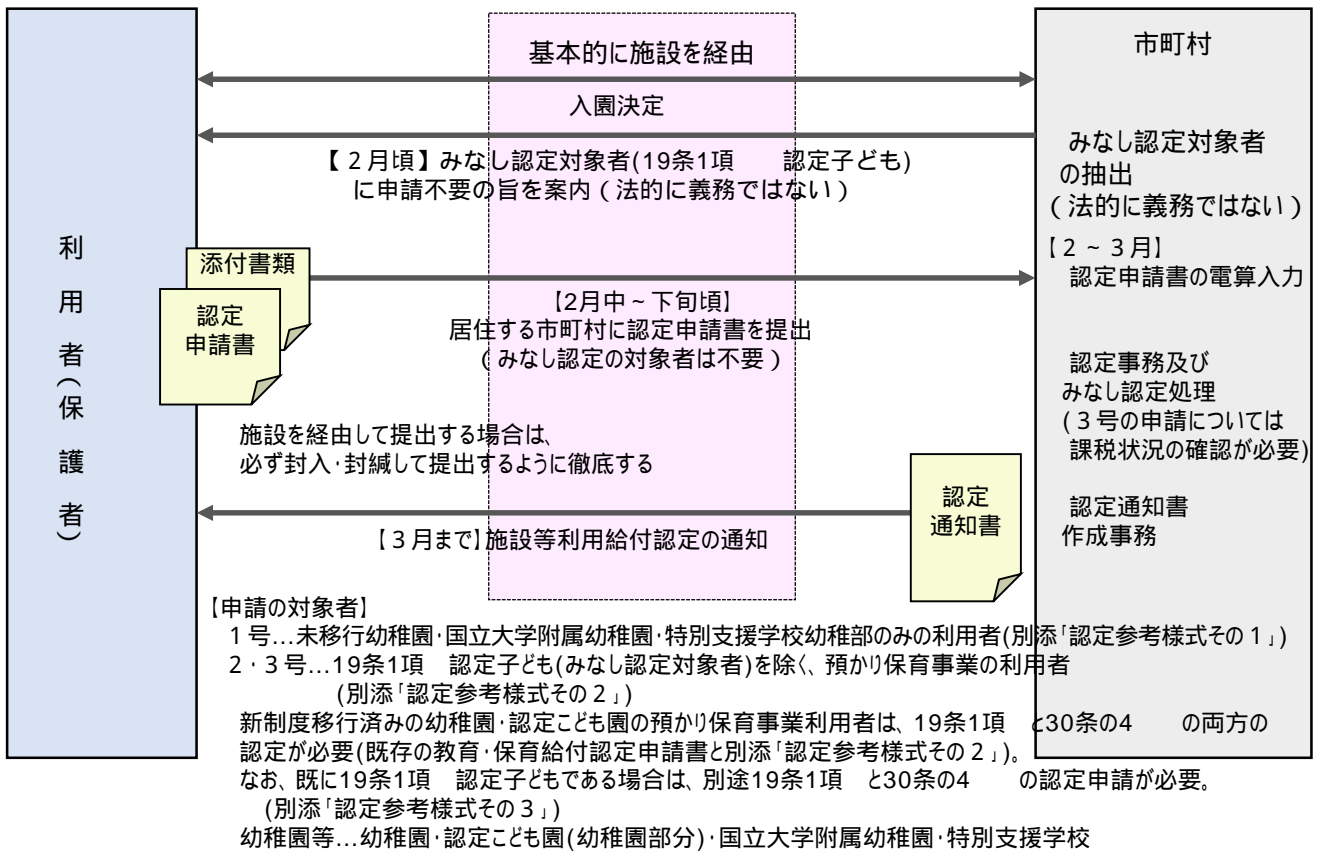 利用者(保護者)
基本的に施設を経由
入園決定
【2月頃】みなし認定対象者(19条1項　　認定子ども)
に申請不要の旨を案内(法的に義務ではない)
添付書類
認定
申請書
【2月中~下旬頃】
居住する市町村に認定申請書を提出
(みなし認定の対象者は不要)
施設を経由して提出する場合は、
必ず封入・封緘して提出するように徹底する
認定
通知書
【3月まで】施設等利用給付認定の通知
市町村
みなし認定対象者
の抽出
(法的に義務ではない)
【2~3月】
認定申請書の電算入力
認定事務及び
みなし認定処理
(3号の申請については
課税状況の確認が必要)
認定通知書
作成事務
【申請の対象者】
1号…未移行幼稚園・国立大学附属幼稚園・特別支援学校幼稚部のみの利用者(別添「認定参考様式その1」)
2・3号…19条1項　認定子ども(みなし認定対象者)を除く、預かり保育事業の利用者
(別添「認定参考様式その2」)
新制度移行済みの幼稚園・認定こども園の預かり保育事業利用者は、19条1項　と30条の4　　の両方の
認定が必要(既存の教育・保育給付認定申請書と別添「認定参考様式その2」)。
なお、既に19条1項　認定子どもである場合は、別途19条1項　と30条の4　　の認定申請が必要。
(別添「認定参考様式その3」)
幼稚園等…幼稚園・認定こども園(幼稚園部分)・国立大学附属幼稚園・特別支援学校